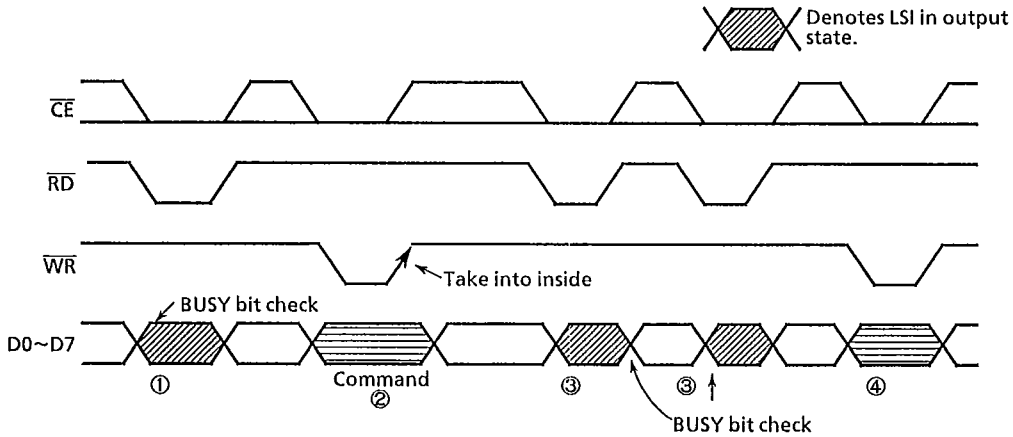 Denotes LSI in output
state.
CE
RD
WR
Take into inside
BUSY bit check
D0~D7
① Command ② ③ ③ ④
BUSY bit check